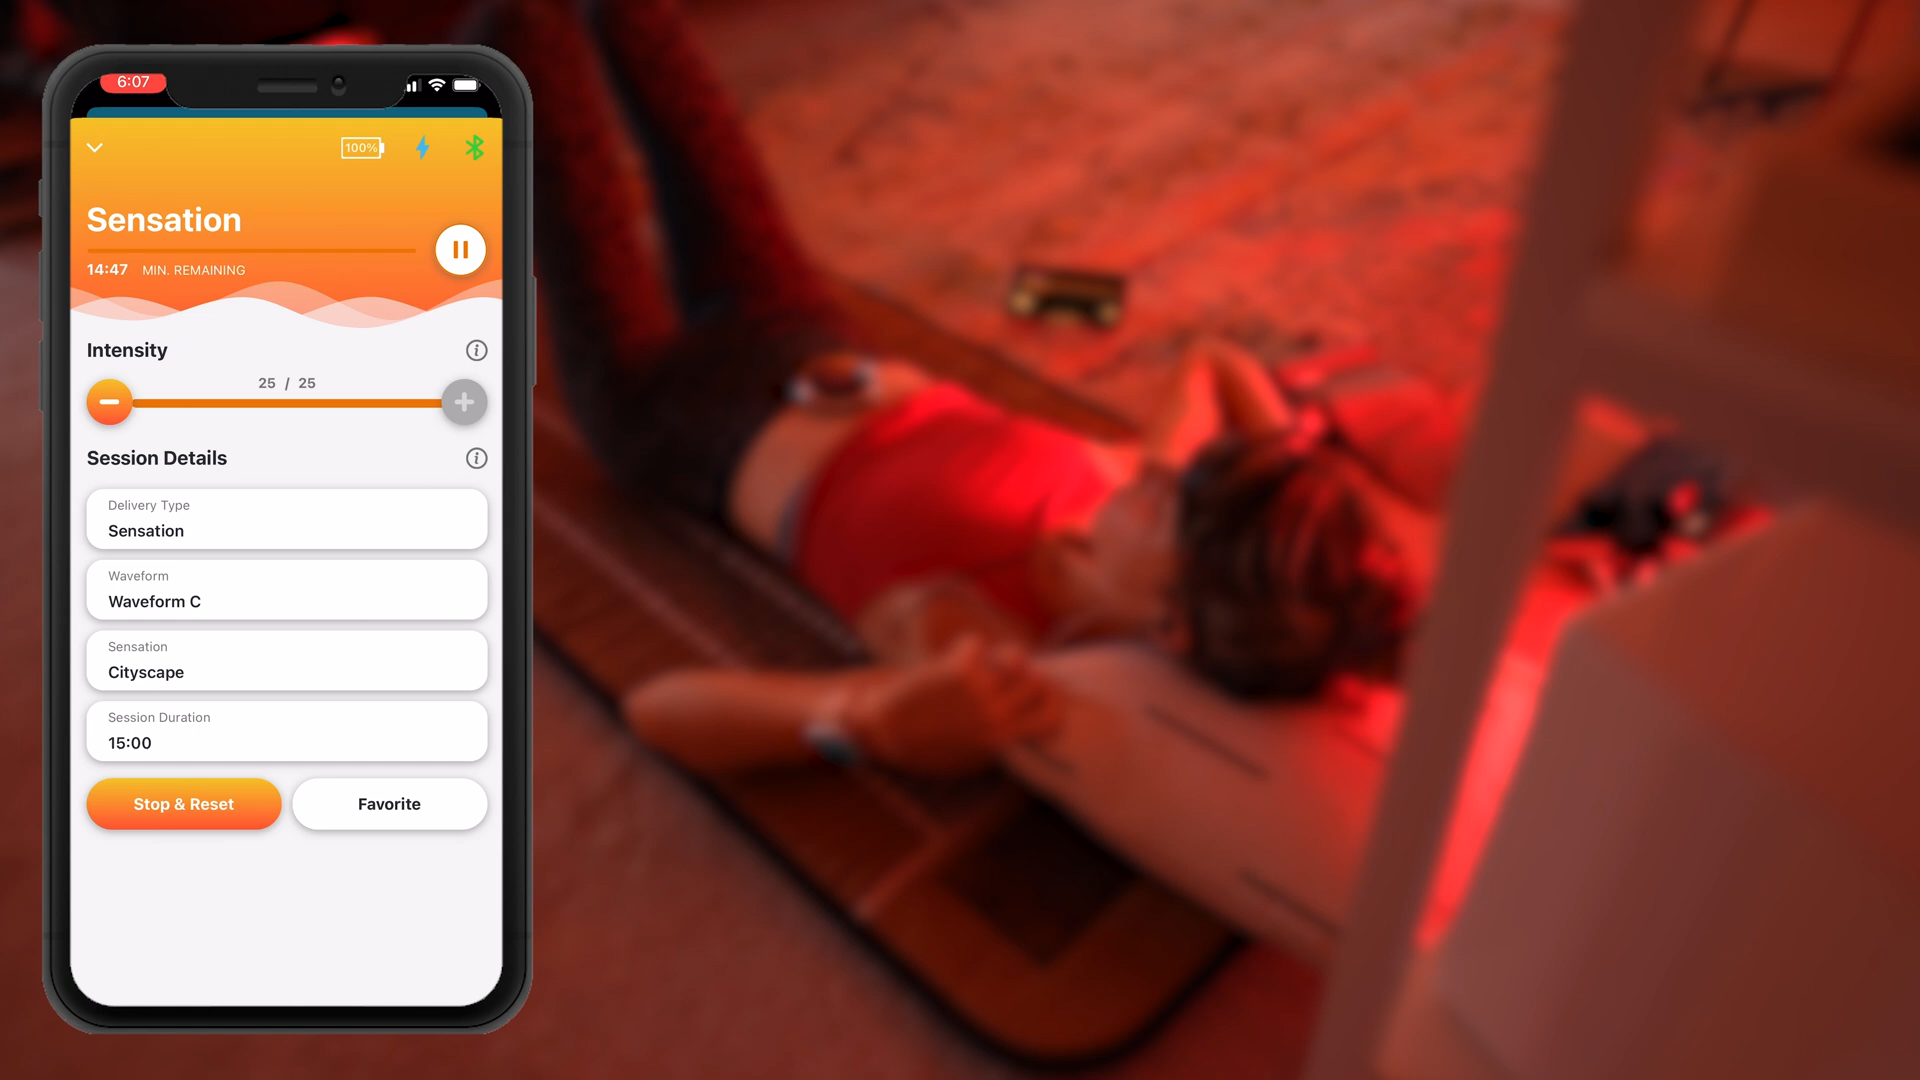 6:07
100%
Sensation
14:47 MIN. REMAINING
Intensity
25 / 25
Session Details
Delivery Type
Sensation
Waveform
Waveform C
Sensation
Cityscape
Session Duration
15:00
Stop & Reset
Favorite